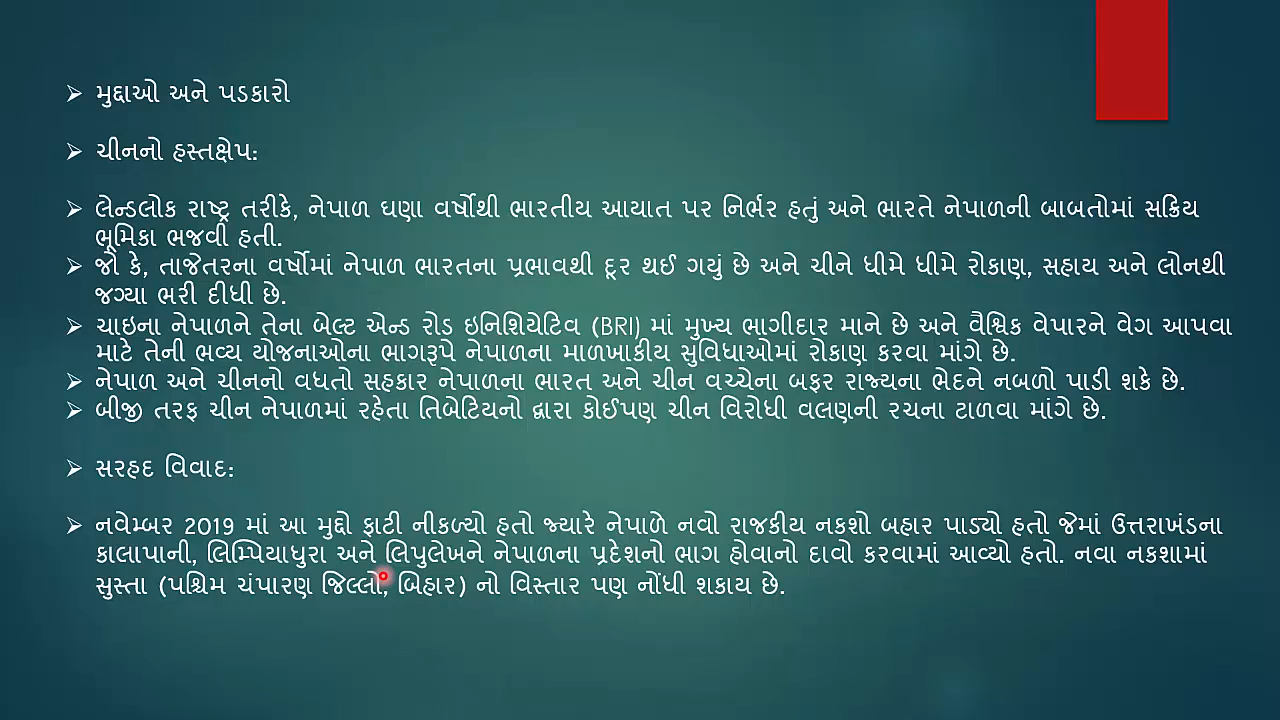 મુદ્દાઓ અને પડકારો
ચીનનો હસ્તક્ષેપ:
લેન્ડલોક રાષ્ટ્ર તરીકે, નેપાળ ઘણા વર્ષોથી ભારતીય આયાત પર નિર્ભર હતું અને ભારતે નેપાળની બાબતોમાં સક્રિય
ભૂમિકા ભજવી હતી.
જો કે, તાજેતરના વર્ષોમાં નેપાળ ભારતના પ્રભાવથી દૂર થઈ ગયું છે અને ચીને ધીમે ધીમે રોકાણ, સહાય અને લોનથી
જગ્યા ભરી દીધી છે.
ચાઇના નેપાળને તેના બેલ્ટ એન્ડ રોડ ઇનિશિયેટિવ (BRI) માં મુખ્ય ભાગીદાર માને છે અને વૈશ્વિક વેપારને વેગ આપવા
માટે તેની ભવ્ય યોજનાઓના ભાગરૂપે નેપાળના માળખાકીય સુવિધાઓમાં રોકાણ કરવા માંગે છે.
નેપાળ અને ચીનનો વધતો સહકાર નેપાળના ભારત અને ચીન વચ્ચેના બફર રાજ્યના ભેદને નબળો પાડી શકે છે.
બીજી તરફ ચીન નેપાળમાં રહેતા તિબેટિયનો દ્વારા કોઈપણ ચીન વિરોધી વલણની રચના ટાળવા માંગે છે.
સરહદ વિવાદ:
નવેમ્બર 2019 માં આ મુદ્દો ફાટી નીકળ્યો હતો જ્યારે નેપાળે નવો રાજકીય નકશો બહાર પાડ્યો હતો જેમાં ઉત્તરાખંડના
કાલાપાની, લિમ્પિયાધુરા અને લિપુલેખને નેપાળના પ્રદેશનો ભાગ હોવાનો દાવો કરવામાં આવ્યો હતો. નવા નકશામાં
સુસ્તા (પશ્ચિમ ચંપારણ જિલ્લો, બિહાર) નો વિસ્તાર પણ નોંધી શકાય છે.